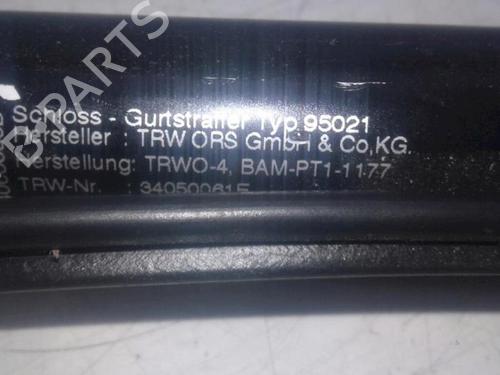 B-PARTS
Schloss - Gurtstraffer Typ 95021
Hersteller : TRW ORS GmbH & Co,KG.
Herstellung: TRWO-4, BAM-PT1-1177
TRW-Nr. : 34050061E